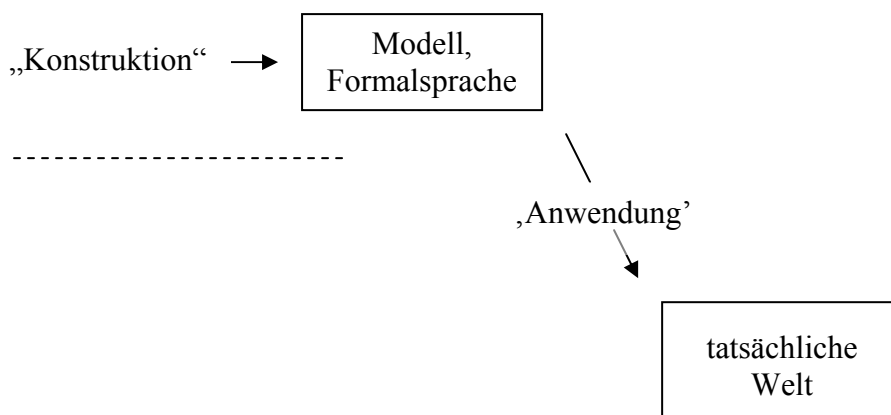 „Konstruktion“
Modell,
Formalsprache
‚Anwendung’
tatsächliche
Welt